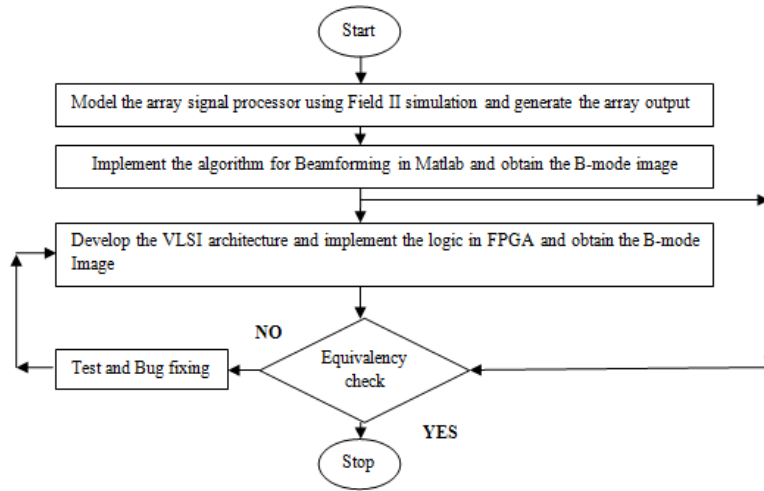 Start
Model the array signal processor using Field II simulation and generate the array output
Implement the algorithm for Beamforming in Matlab and obtain the B-mode image
Develop the VLSI architecture and implement the logic in FPGA and obtain the B-mode
Image
NO
Equivalency
check
Test and Bug fixing
YES
Stop